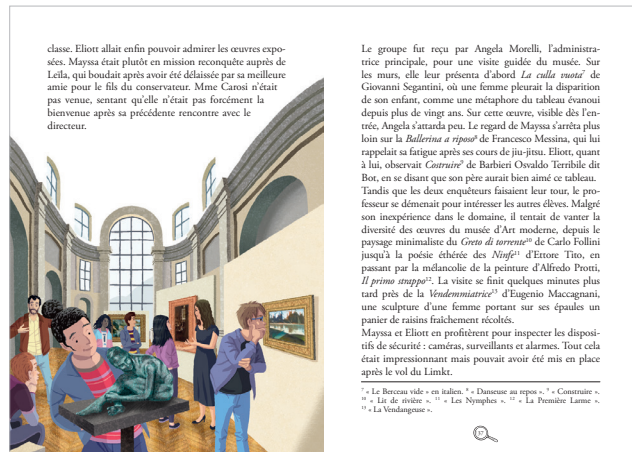 classe. Eliott allait enfin pouvoir admirer les œuvres expo-
sées. Mayssa était plutôt en mission reconquête auprès de
Leïla, qui boudait après avoir été délaissée par sa meilleure
amie pour le fils du conservateur. Mme Carosi n'était
pas venue, sentant qu'elle n'était pas forcément la
bienvenue après sa précédente rencontre avec le
directeur.
Le groupe fut reçu par Angela Morelli, l'administra-
trice principale, pour une visite guidée du musée. Sur
les murs, elle leur présenta d'abord La culla vuota⁷ de
Giovanni Segantini, où une femme pleurait la disparition
de son enfant, comme une métaphore du tableau évanoui
depuis plus de vingt ans. Sur cette œuvre, visible dès l'en-
trée, Angela s'attarda peu. Le regard de Mayssa s'arrêta plus
loin sur la Ballerina a riposo⁸ de Francesco Messina, qui lui
rappelait sa fatigue après ses cours de jiu-jitsu. Eliott, quant
à lui, observait Costruire⁹ de Barbieri Osvaldo Terribile dit
Bot, en se disant que son père aurait bien aimé ce tableau.
Tandis que les deux enquêteurs faisaient leur tour, le pro-
fesseur se démenait pour intéresser les autres élèves. Malgré
son inexpérience dans le domaine, il tentait de vanter la
diversité des œuvres du musée d'Art moderne, depuis le
paysage minimaliste du Greto di torrente¹⁰ de Carlo Follini
jusqu'à la poésie éthérée des Ninfe¹¹ d'Ettore Tito, en
passant par la mélancolie de la peinture d'Alfredo Protti,
Il primo strappo¹². La visite se finit quelques minutes plus
tard près de la Vendemmiatrice¹³ d'Eugenio Maccagnani,
une sculpture d'une femme portant sur ses épaules un
panier de raisins fraîchement récoltés.
Mayssa et Eliott en profitèrent pour inspecter les disposi-
tifs de sécurité : caméras, surveillants et alarmes. Tout cela
était impressionnant mais pouvait avoir été mis en place
après le vol du Limkt.
⁷ « Le Berceau vide » en italien. ⁸ « Danseuse au repos ». ⁹ « Construire ».
¹⁰ « Lit de rivière ». ¹¹ « Les Nymphes ». ¹² « La Première Larme ».
¹³ « La Vendangeuse ».
37